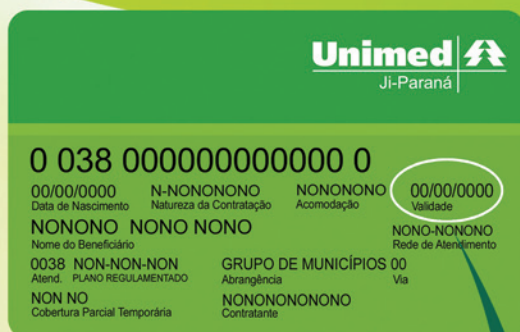 Unimed
Ji-Paraná
0 038 000000000000 0
00/00/0000 N-NONONONO NONONONO 00/00/0000
Data de Nascimento Natureza da Contratação Acomodação Validade
NONONO NONO NONO NONO-NONONO
Nome do Beneficiário Rede de Atendimento
0038 NON-NON-NON GRUPO DE MUNICÍPIOS 00
Atend. PLANO REGULAMENTADO Abrangência Via
NON NO NONONONONONO
Cobertura Parcial Temporária Contratante